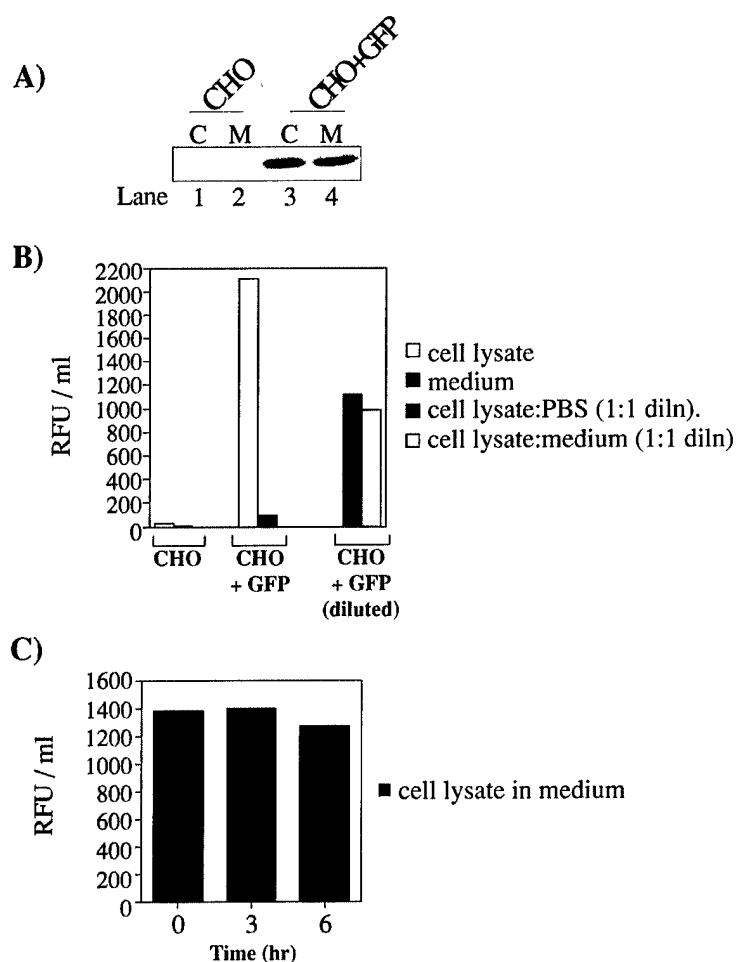 A)
CHO
CHO+GFP
C M C M
Lane 1 2 3 4
B)
2200
2000
1800
1600
1400
1200
1000
800
600
400
200
0
RFU / ml
CHO
CHO
+ GFP
CHO
+ GFP
(diluted)
cell lysate
medium
cell lysate:PBS (1:1 diln).
cell lysate:medium (1:1 diln)
C)
1600
1400
1200
1000
800
600
400
200
0
RFU / ml
0 3 6
Time (hr)
cell lysate in medium